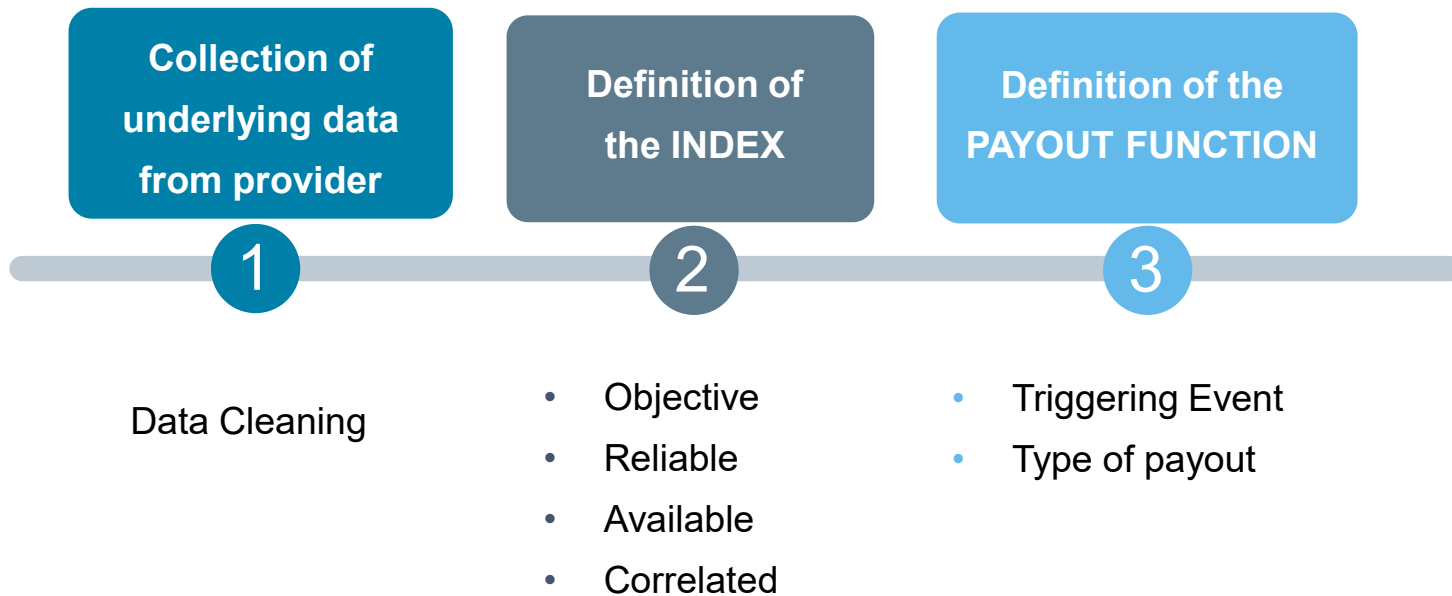 Collection of
underlying data
from provider
1
Data Cleaning
Definition of
the INDEX
2
• Objective
• Reliable
• Available
• Correlated
Definition of the
PAYOUT FUNCTION
3
• Triggering Event
• Type of payout